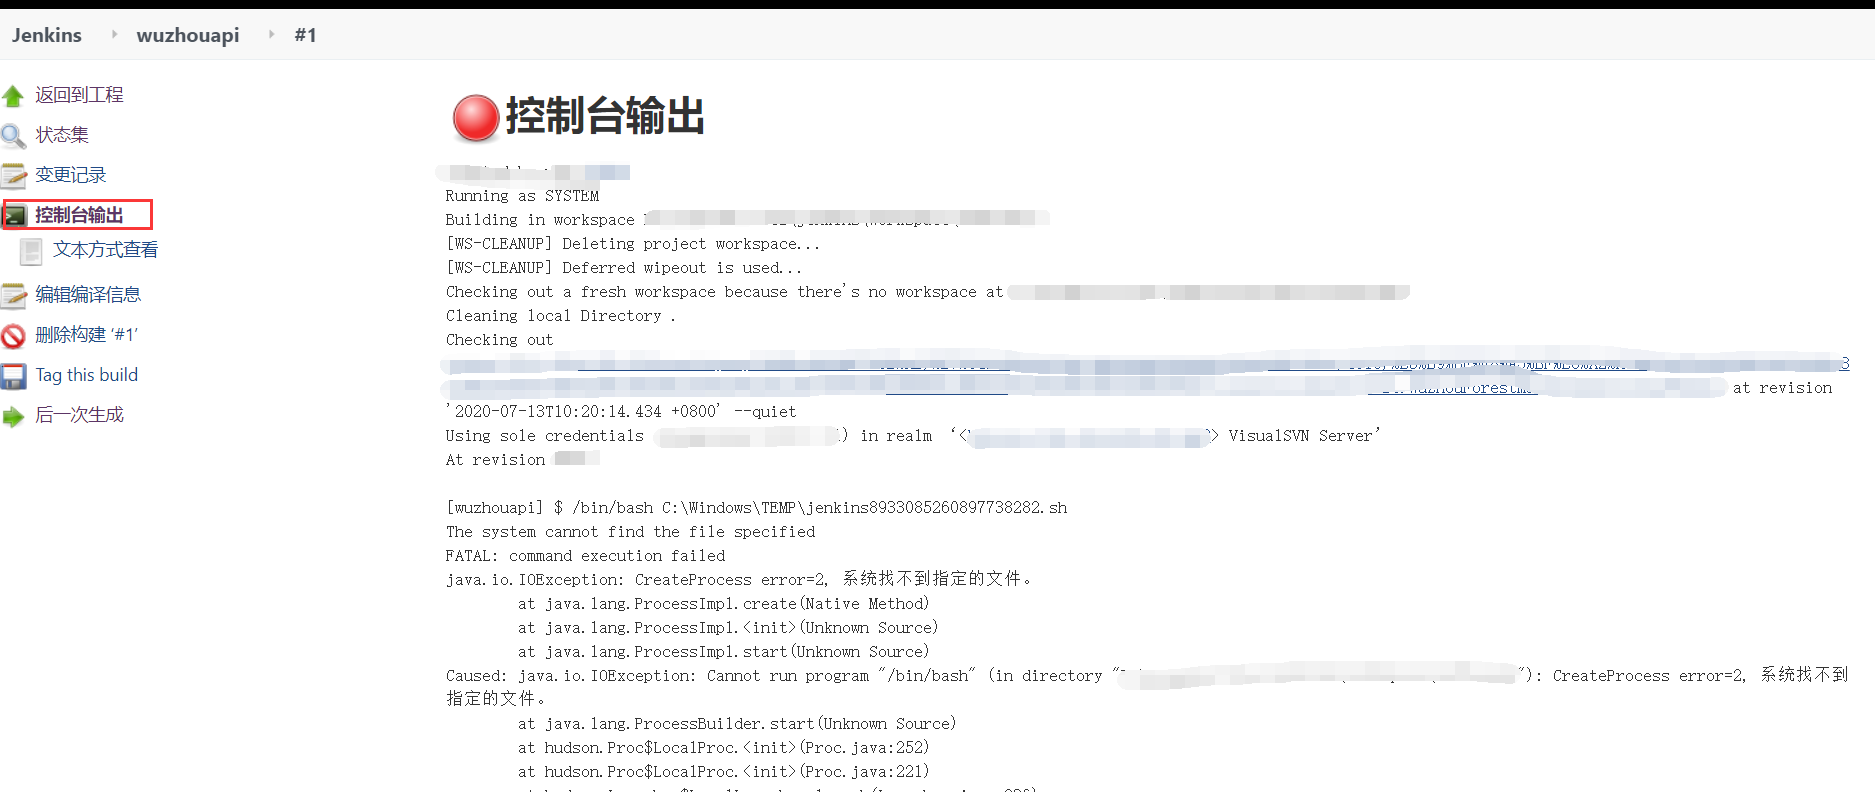 Jenkins wuzhouapi #1
返回到工程
状态集
变更记录
控制台输出
文本方式查看
编辑编译信息
删除构建 ‘#1’
Tag this build
后一次生成
控制台输出
Running as SYSTEM
Building in workspace
[WS-CLEANUP] Deleting project workspace...
[WS-CLEANUP] Deferred wipeout is used...
Checking out a fresh workspace because there's no workspace at
Cleaning local Directory .
Checking out
at revision
'2020-07-13T10:20:14.434 +0800' --quiet
Using sole credentials ) in realm ‘< > VisualSVN Server’
At revision
[wuzhouapi] $ /bin/bash C:\Windows\TEMP\jenkins8933085260897738282.sh
The system cannot find the file specified
FATAL: command execution failed
java.io.IOException: CreateProcess error=2, 系统找不到指定的文件。
at java.lang.ProcessImpl.create(Native Method)
at java.lang.ProcessImpl.<init>(Unknown Source)
at java.lang.ProcessImpl.start(Unknown Source)
Caused: java.io.IOException: Cannot run program "/bin/bash" (in directory " "): CreateProcess error=2, 系统找不到
指定的文件。
at java.lang.ProcessBuilder.start(Unknown Source)
at hudson.Proc$LocalProc.<init>(Proc.java:252)
at hudson.Proc$LocalProc.<init>(Proc.java:221)